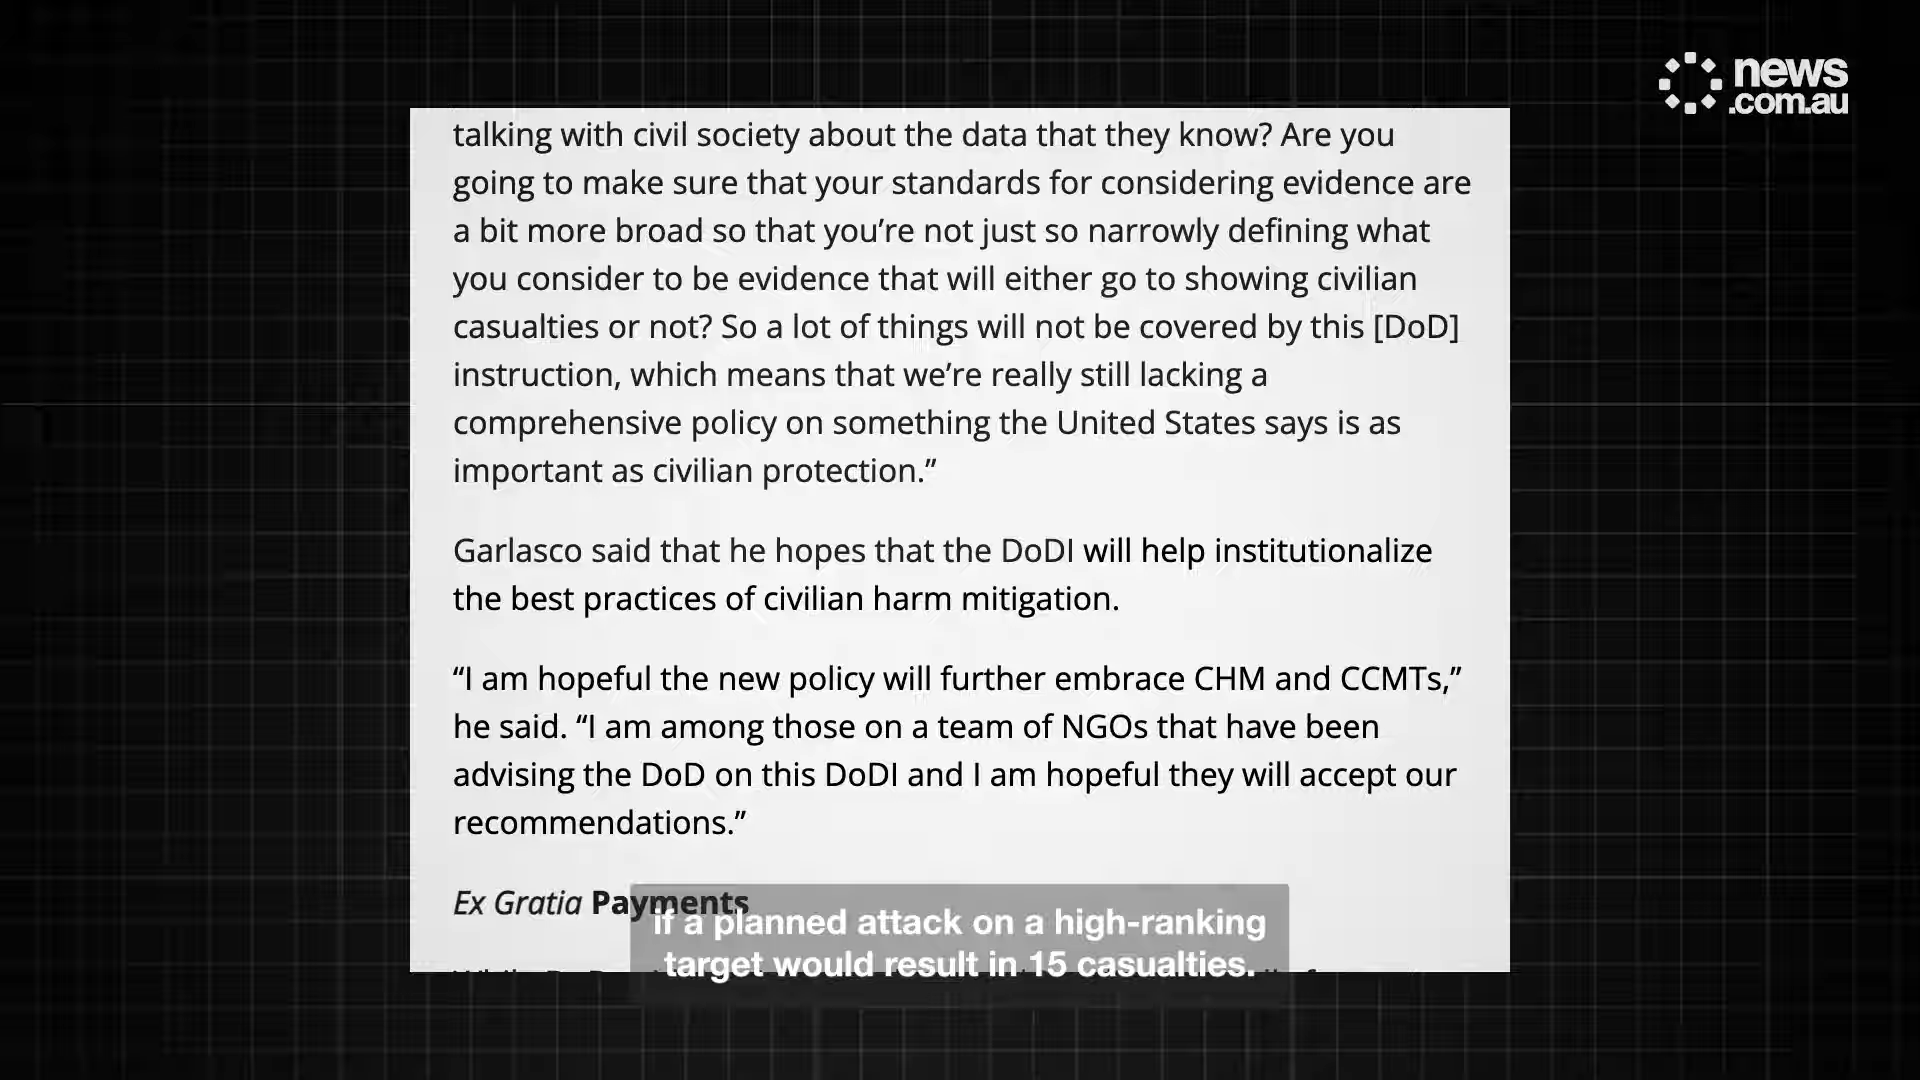 news
.com.au
talking with civil society about the data that they know? Are you
going to make sure that your standards for considering evidence are
a bit more broad so that you’re not just so narrowly defining what
you consider to be evidence that will either go to showing civilian
casualties or not? So a lot of things will not be covered by this [DoD]
instruction, which means that we’re really still lacking a
comprehensive policy on something the United States says is as
important as civilian protection.”
Garlasco said that he hopes that the DoDI will help institutionalize
the best practices of civilian harm mitigation.
“I am hopeful the new policy will further embrace CHM and CCMTs,”
he said. “I am among those on a team of NGOs that have been
advising the DoD on this DoDI and I am hopeful they will accept our
recommendations.”
Ex Gratia Payments
If a planned attack on a high-ranking
target would result in 15 casualties.